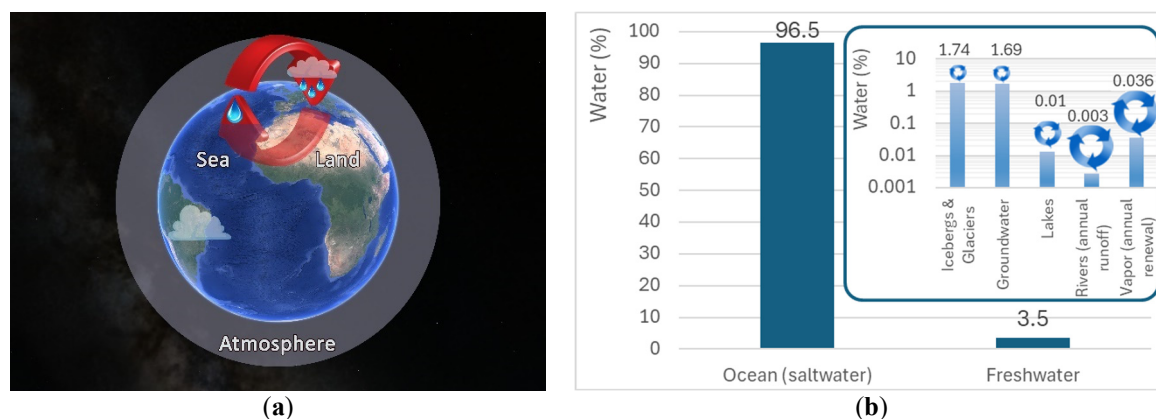 Sea
Land
Atmosphere
(a)
Water (%)
100
90
80
70
60
50
40
30
20
10
0
96.5
3.5
Ocean (saltwater)
Freshwater
Water (%)
10
1
0.1
0.01
0.001
1.74
1.69
0.01
0.003
0.036
Icebergs &
Glaciers
Groundwater
Lakes
Rivers (annual
runoff)
Vapor (annual
renewal)
(b)